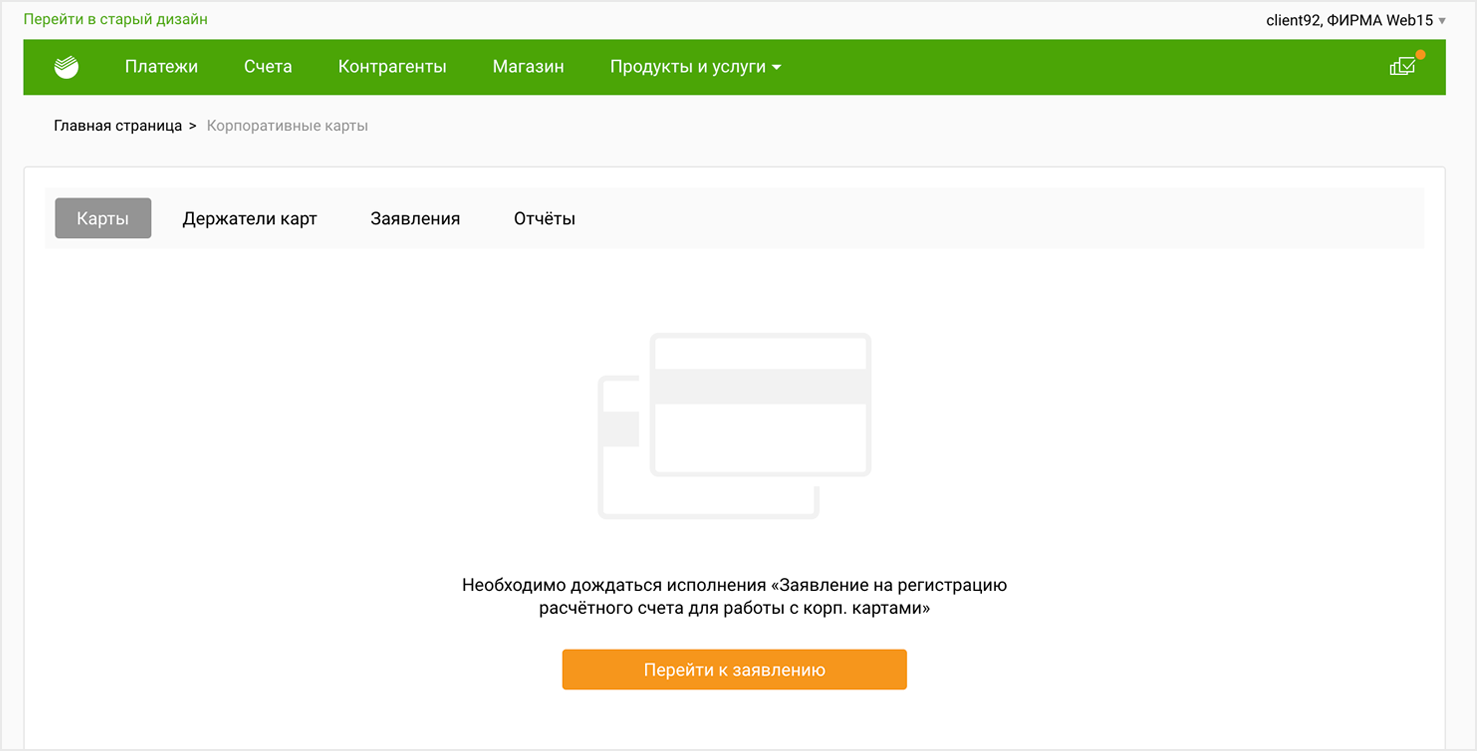 Перейти в старый дизайн
client92, ФИРМА Web15
Платежи Счета Контрагенты Магазин Продукты и услуги
Главная страница > Корпоративные карты
Карты Держатели карт Заявления Отчёты
Необходимо дождаться исполнения «Заявление на регистрацию
расчётного счета для работы с корп. картами»
Перейти к заявлению